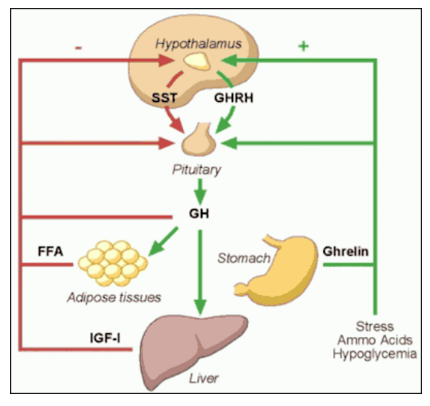 -
+
Hypothalamus
SST
GHRH
Pituitary
GH
FFA
Adipose tissues
Stomach
Ghrelin
IGF-I
Liver
Stress
Ammo Acids
Hypoglycemia